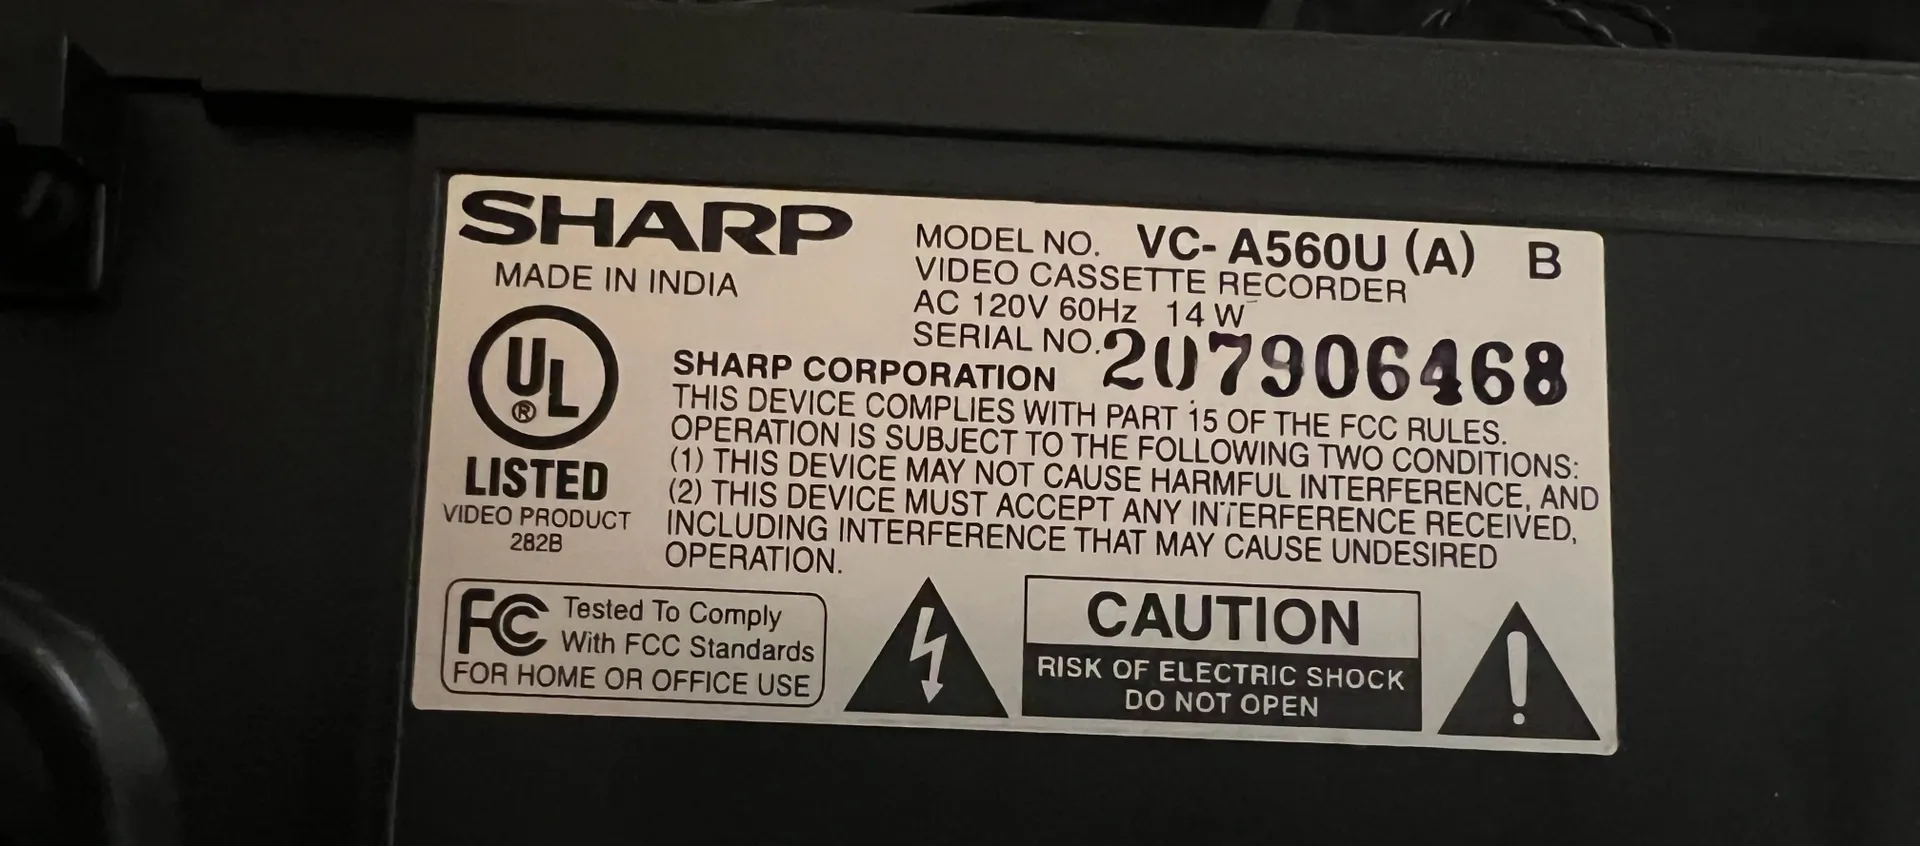 SHARP
MADE IN INDIA
MODEL NO. VC-A560U (A) B
VIDEO CASSETTE RECORDER
AC 120V 60Hz 14 W
SERIAL NO. 207906468
UL
®
LISTED
VIDEO PRODUCT
282B
SHARP CORPORATION
THIS DEVICE COMPLIES WITH PART 15 OF THE FCC RULES.
OPERATION IS SUBJECT TO THE FOLLOWING TWO CONDITIONS:
(1) THIS DEVICE MAY NOT CAUSE HARMFUL INTERFERENCE, AND
(2) THIS DEVICE MUST ACCEPT ANY INTERFERENCE RECEIVED,
INCLUDING INTERFERENCE THAT MAY CAUSE UNDESIRED
OPERATION.
FC Tested To Comply
With FCC Standards
FOR HOME OR OFFICE USE
CAUTION
RISK OF ELECTRIC SHOCK
DO NOT OPEN